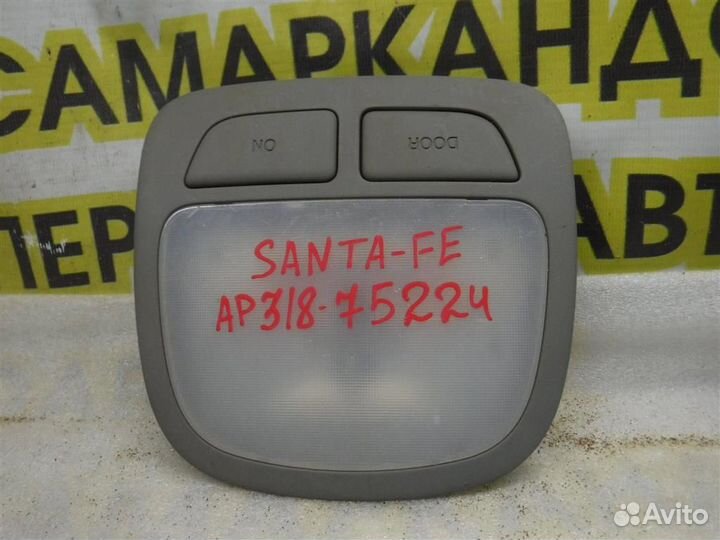 САМАРКАНД
ПЕР
АВТ
ON
DOOR
SANTA-FE
AP318-75224
Avito